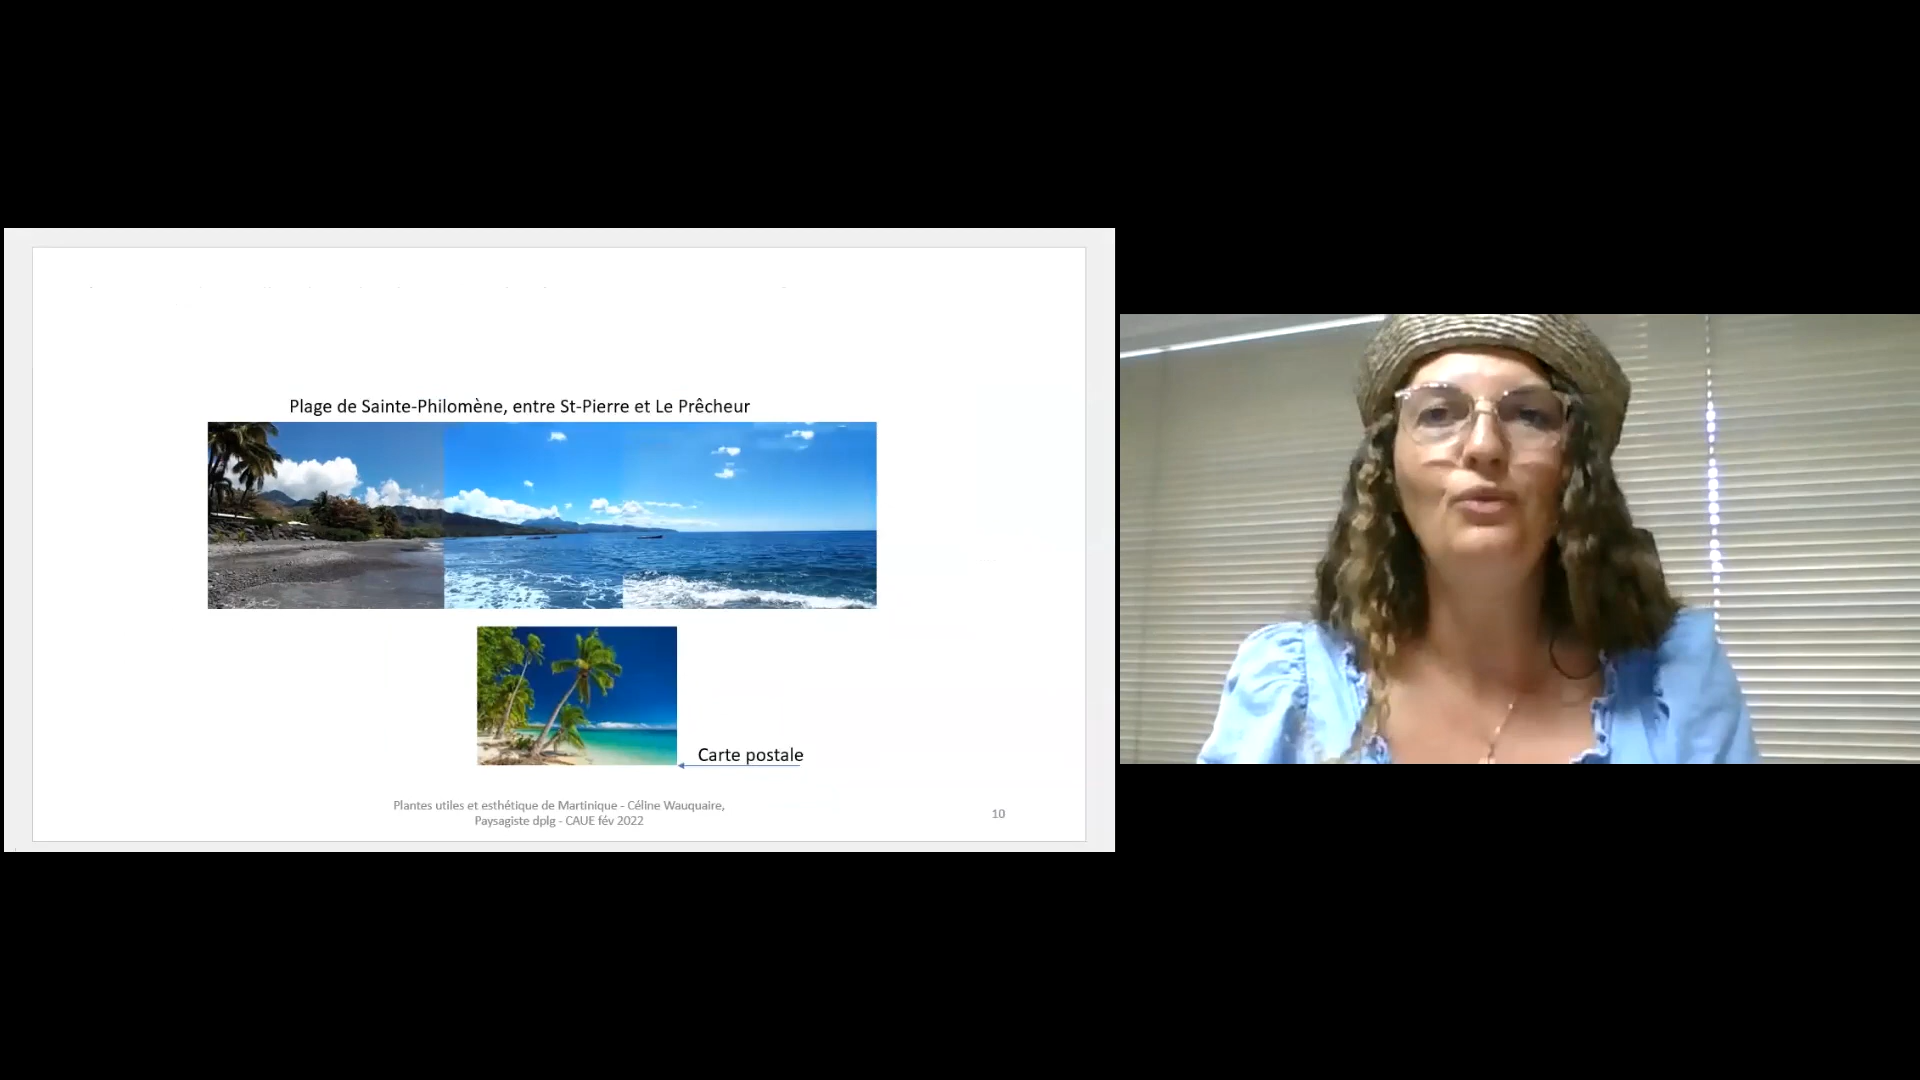 Plage de Sainte-Philomène, entre St-Pierre et Le Prêcheur
Carte postale
Plantes utiles et esthétique de Martinique - Céline Wauquaire,
Paysagiste dplg - CAUE fév 2022
10